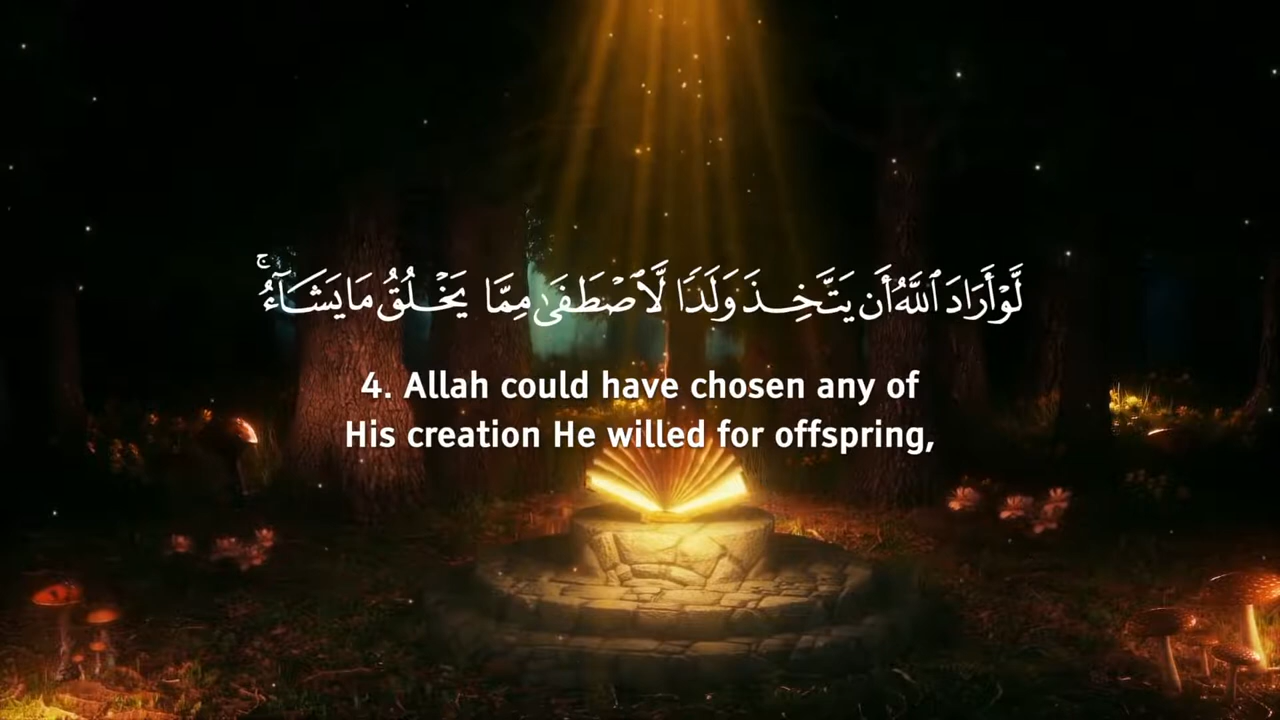 لَّوْ أَرَادَ ٱللَّهُ أَن يَتَّخِذَ وَلَدًا لَّٱصْطَفَىٰ مِمَّا يَخْلُقُ مَا يَشَآءُ ۚ
4. Allah could have chosen any of
His creation He willed for offspring,